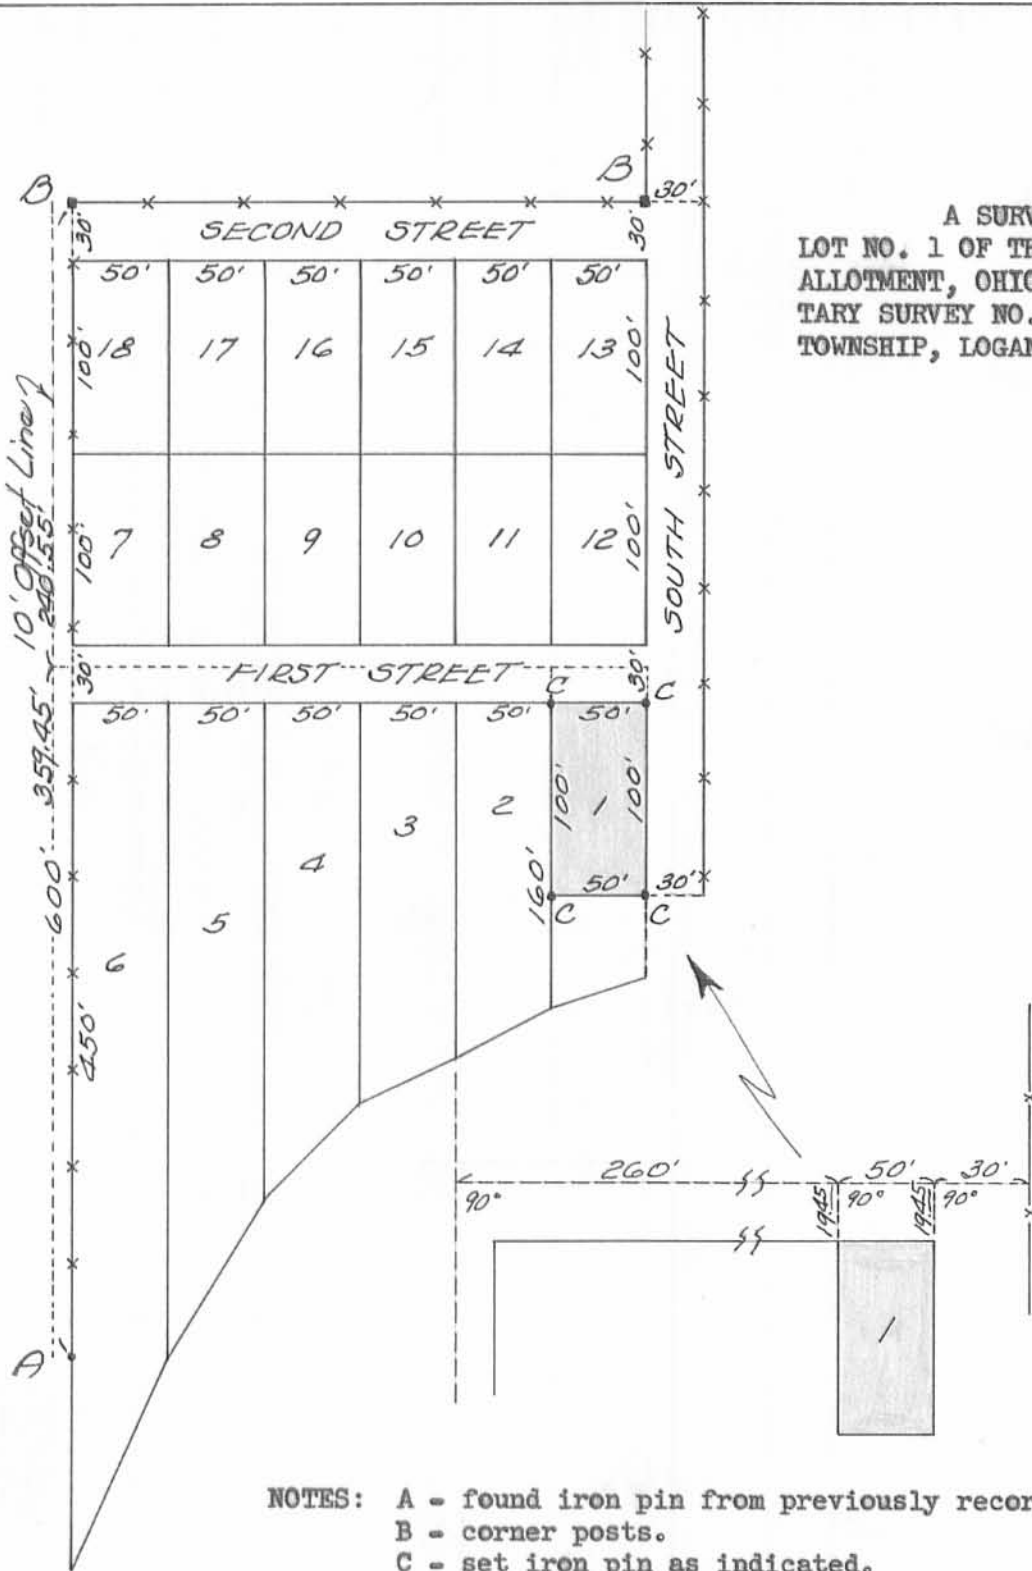 B
B
30'
30'
30'
SECOND STREET
50' 50' 50' 50' 50' 50'
A SURV
LOT NO. 1 OF TH
ALLOTMENT, OHIO
TARY SURVEY NO.
TOWNSHIP, LOGAN
18 17 16 15 14 13
100'
100'
SOUTH STREET
10' Offset Line
240.55'
7 8 9 10 11 12
100'
100'
30'
FIRST STREET
30'
C
C
50' 50' 50' 50' 50' 50'
359.45'
600'
100'
1
100'
2
3
4
5
6
160'
50'
30'
C
C
450'
260'
50'
30'
90°
19.45
90°
19.45
90°
1
A
NOTES: A = found iron pin from previously recor
B = corner posts.
C = set iron pin as indicated.